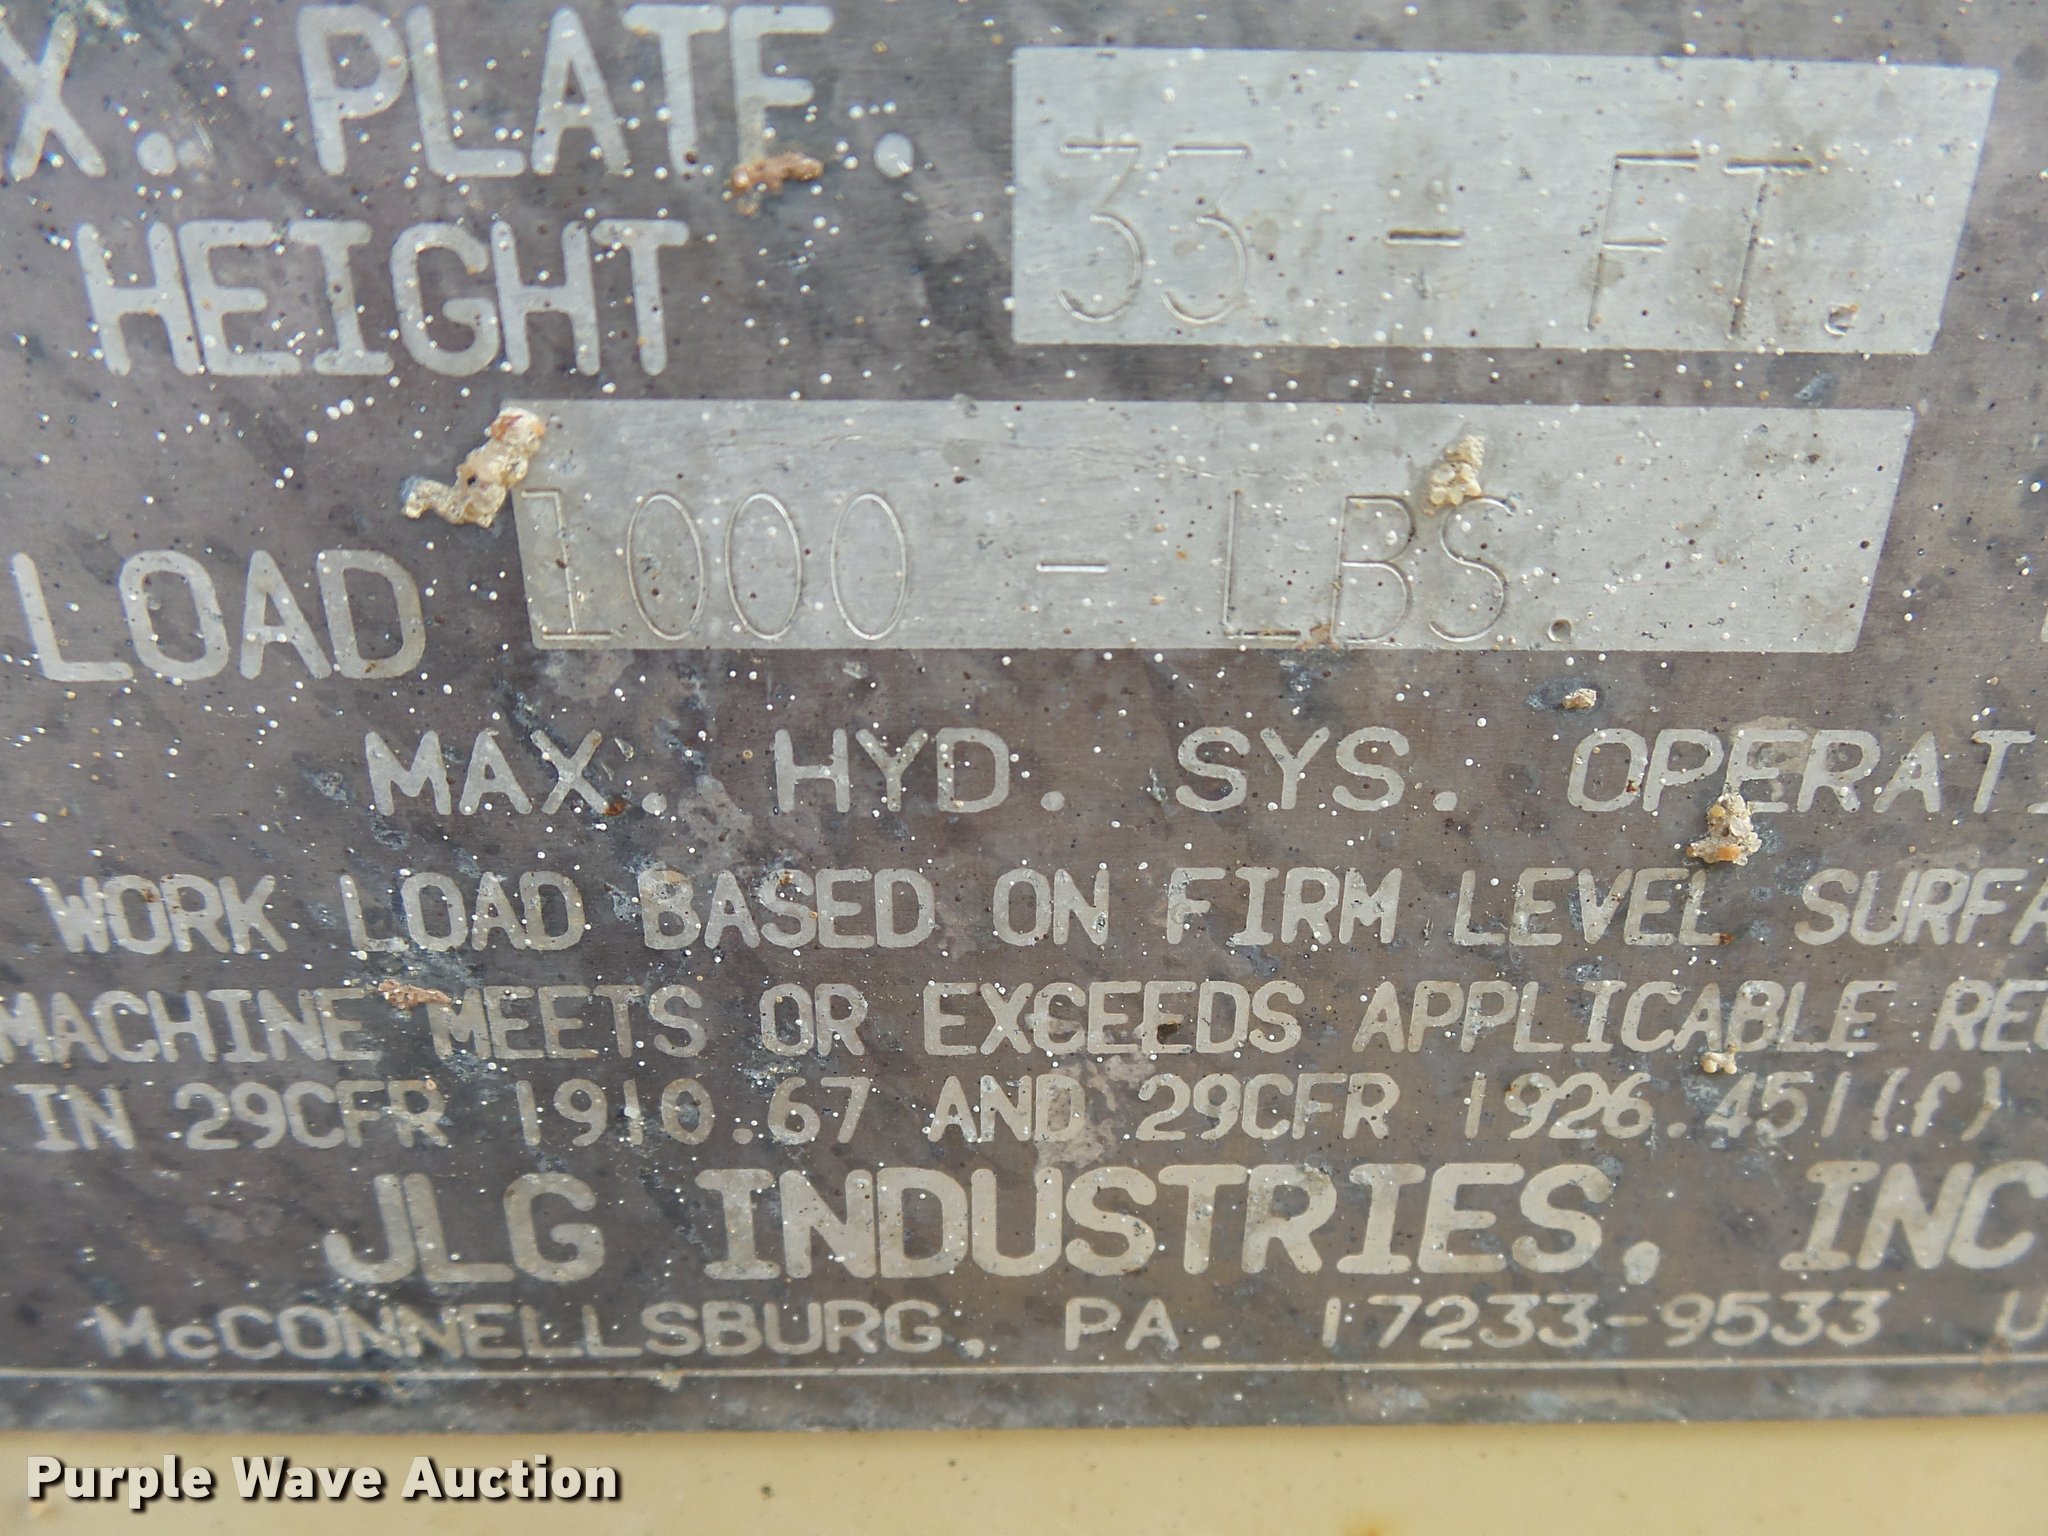 X. PLATF. 33 - FT.
HEIGHT
LOAD 1000 - LBS.
MAX. HYD. SYS. OPERATI
WORK LOAD BASED ON FIRM LEVEL SURFA
MACHINE MEETS OR EXCEEDS APPLICABLE REG
IN 29CFR 1910.67 AND 29CFR 1926.451(f)
JLG INDUSTRIES, INC
McCONNELLSBURG, PA. 17233-9533 U
Purple Wave Auction